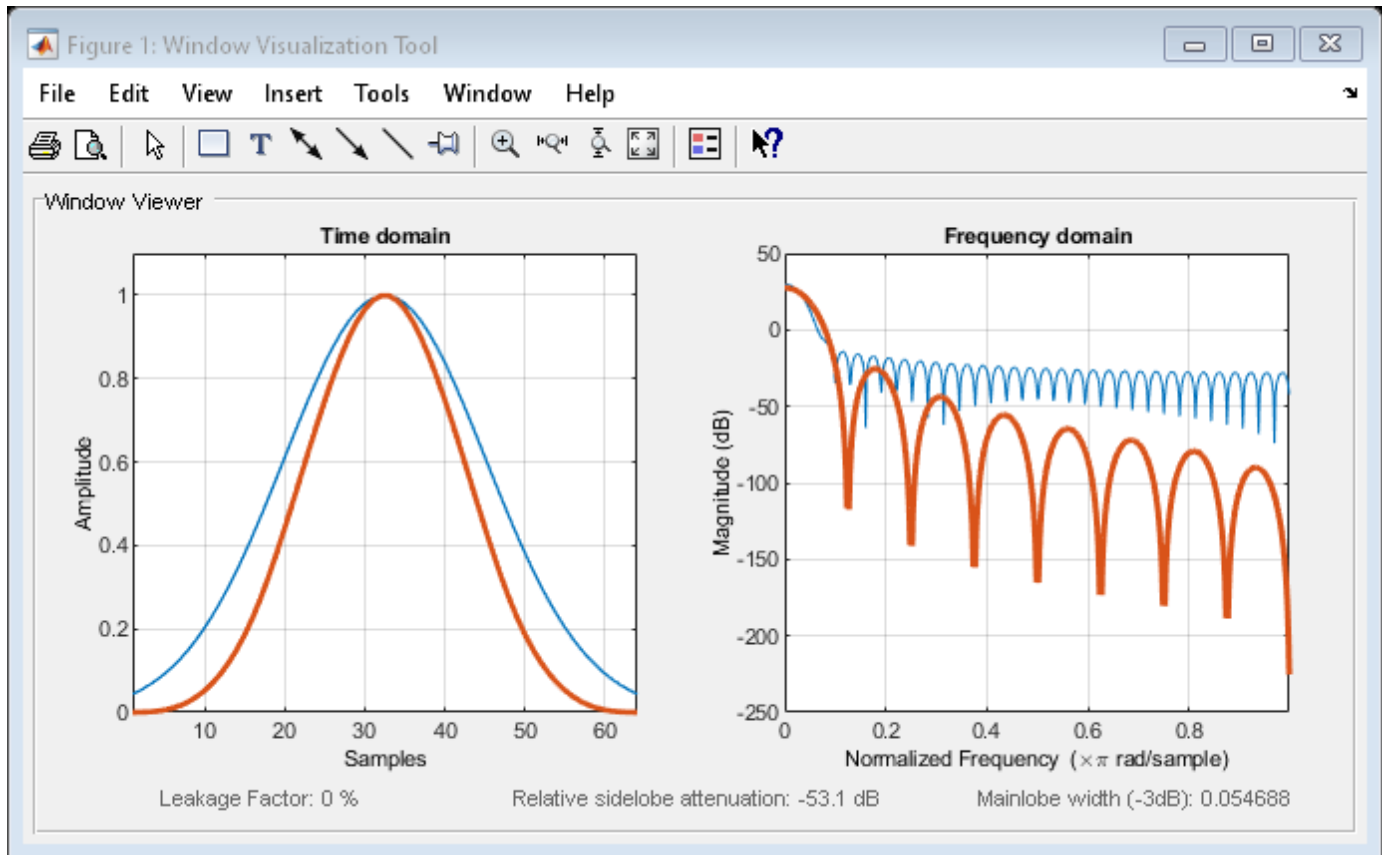 Figure 1: Window Visualization Tool
File Edit View Insert Tools Window Help
T
?
Window Viewer
Time domain
1
0.8
0.6
0.4
0.2
0
Amplitude
10 20 30 40 50 60
Samples
Frequency domain
50
0
-50
-100
-150
-200
-250
Magnitude (dB)
0 0.2 0.4 0.6 0.8
Normalized Frequency (×π rad/sample)
Leakage Factor: 0 % Relative sidelobe attenuation: -53.1 dB Mainlobe width (-3dB): 0.054688